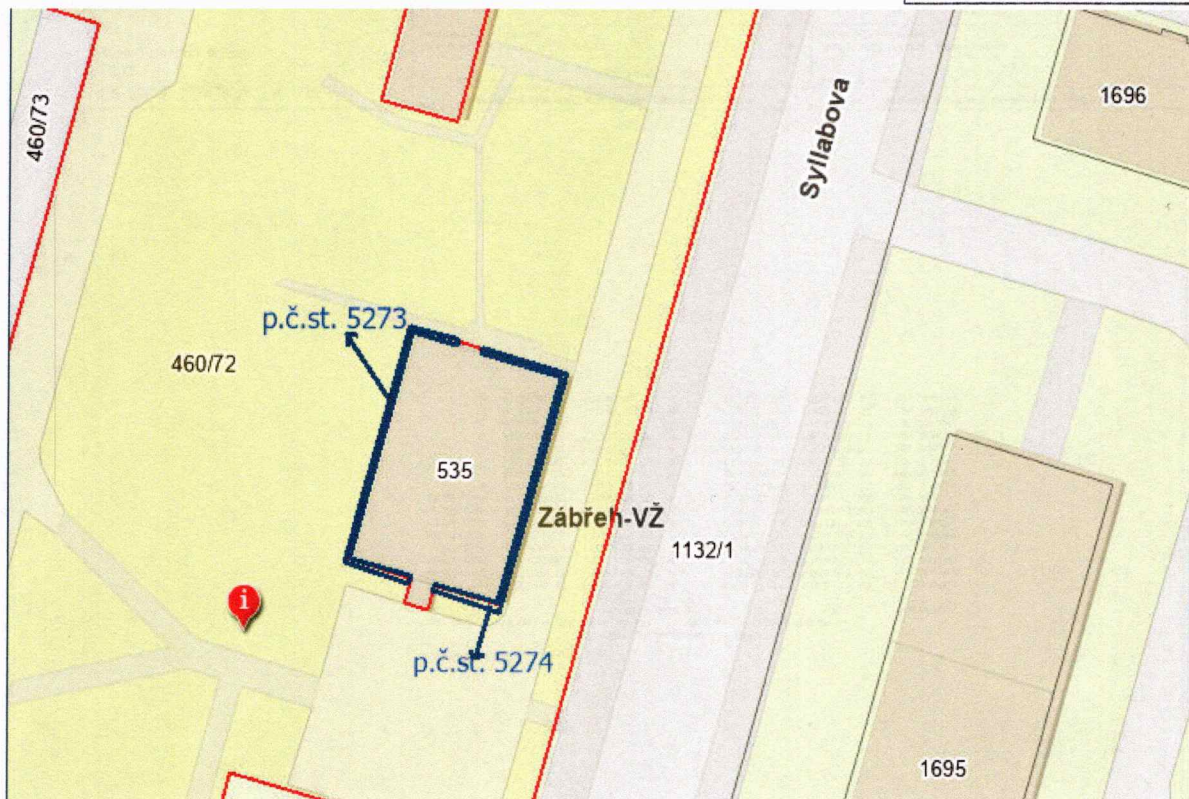 460/73
1696
Syllabova
p.č.st. 5273
460/72
535
Zábřeh-VŽ
1132/1
i
p.č.st. 5274
1695